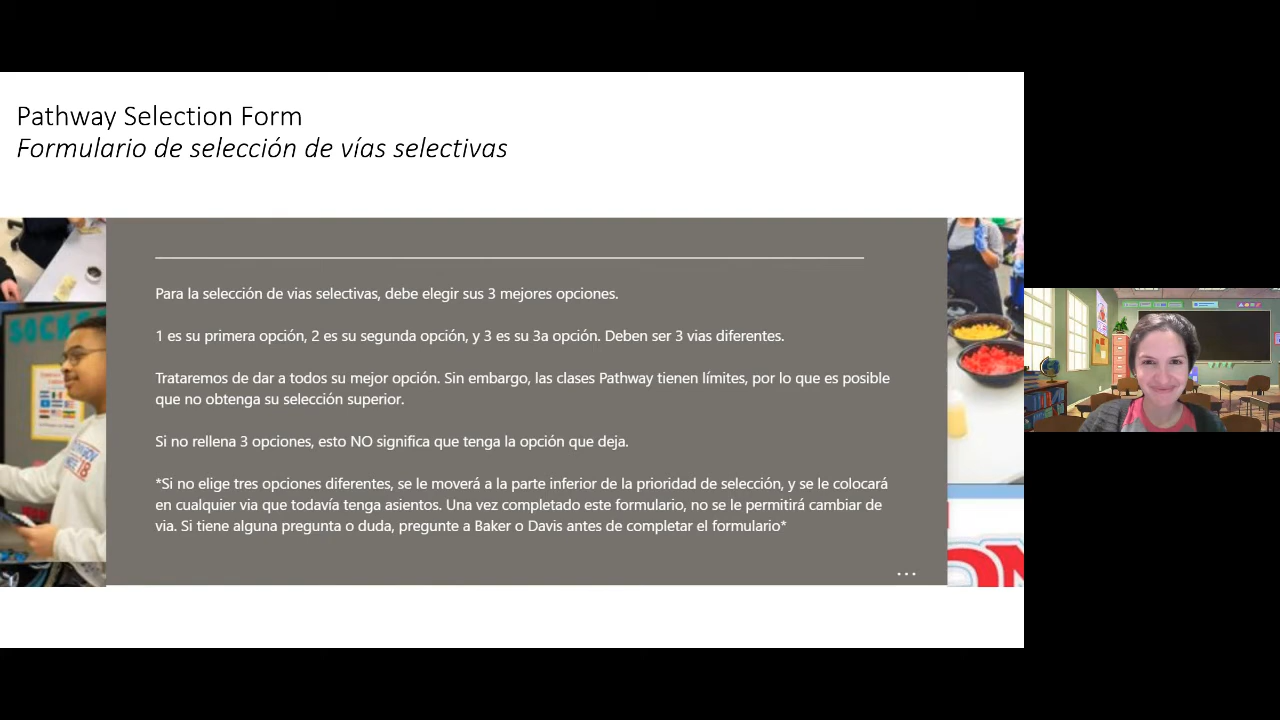 Pathway Selection Form
Formulario de selección de vías selectivas
Para la selección de vias selectivas, debe elegir sus 3 mejores opciones.
1 es su primera opción, 2 es su segunda opción, y 3 es su 3a opción. Deben ser 3 vias diferentes.
Trataremos de dar a todos su mejor opción. Sin embargo, las clases Pathway tienen límites, por lo que es posible
que no obtenga su selección superior.
Si no rellena 3 opciones, esto NO significa que tenga la opción que deja.
*Si no elige tres opciones diferentes, se le moverá a la parte inferior de la prioridad de selección, y se le colocará
en cualquier via que todavía tenga asientos. Una vez completado este formulario, no se le permitirá cambiar de
via. Si tiene alguna pregunta o duda, pregunte a Baker o Davis antes de completar el formulario*
...